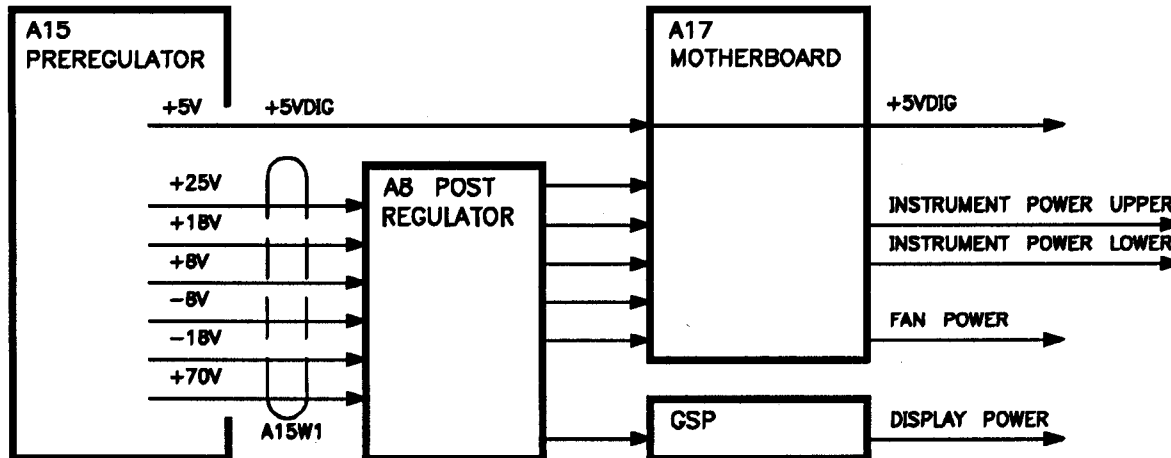 A15
PREREGULATOR
A17
MOTHERBOARD
+5V
+5VDIG
+5VDIG
+25V
+18V
+8V
-8V
-18V
+70V
A15W1
A8 POST
REGULATOR
INSTRUMENT POWER UPPER
INSTRUMENT POWER LOWER
FAN POWER
GSP
DISPLAY POWER